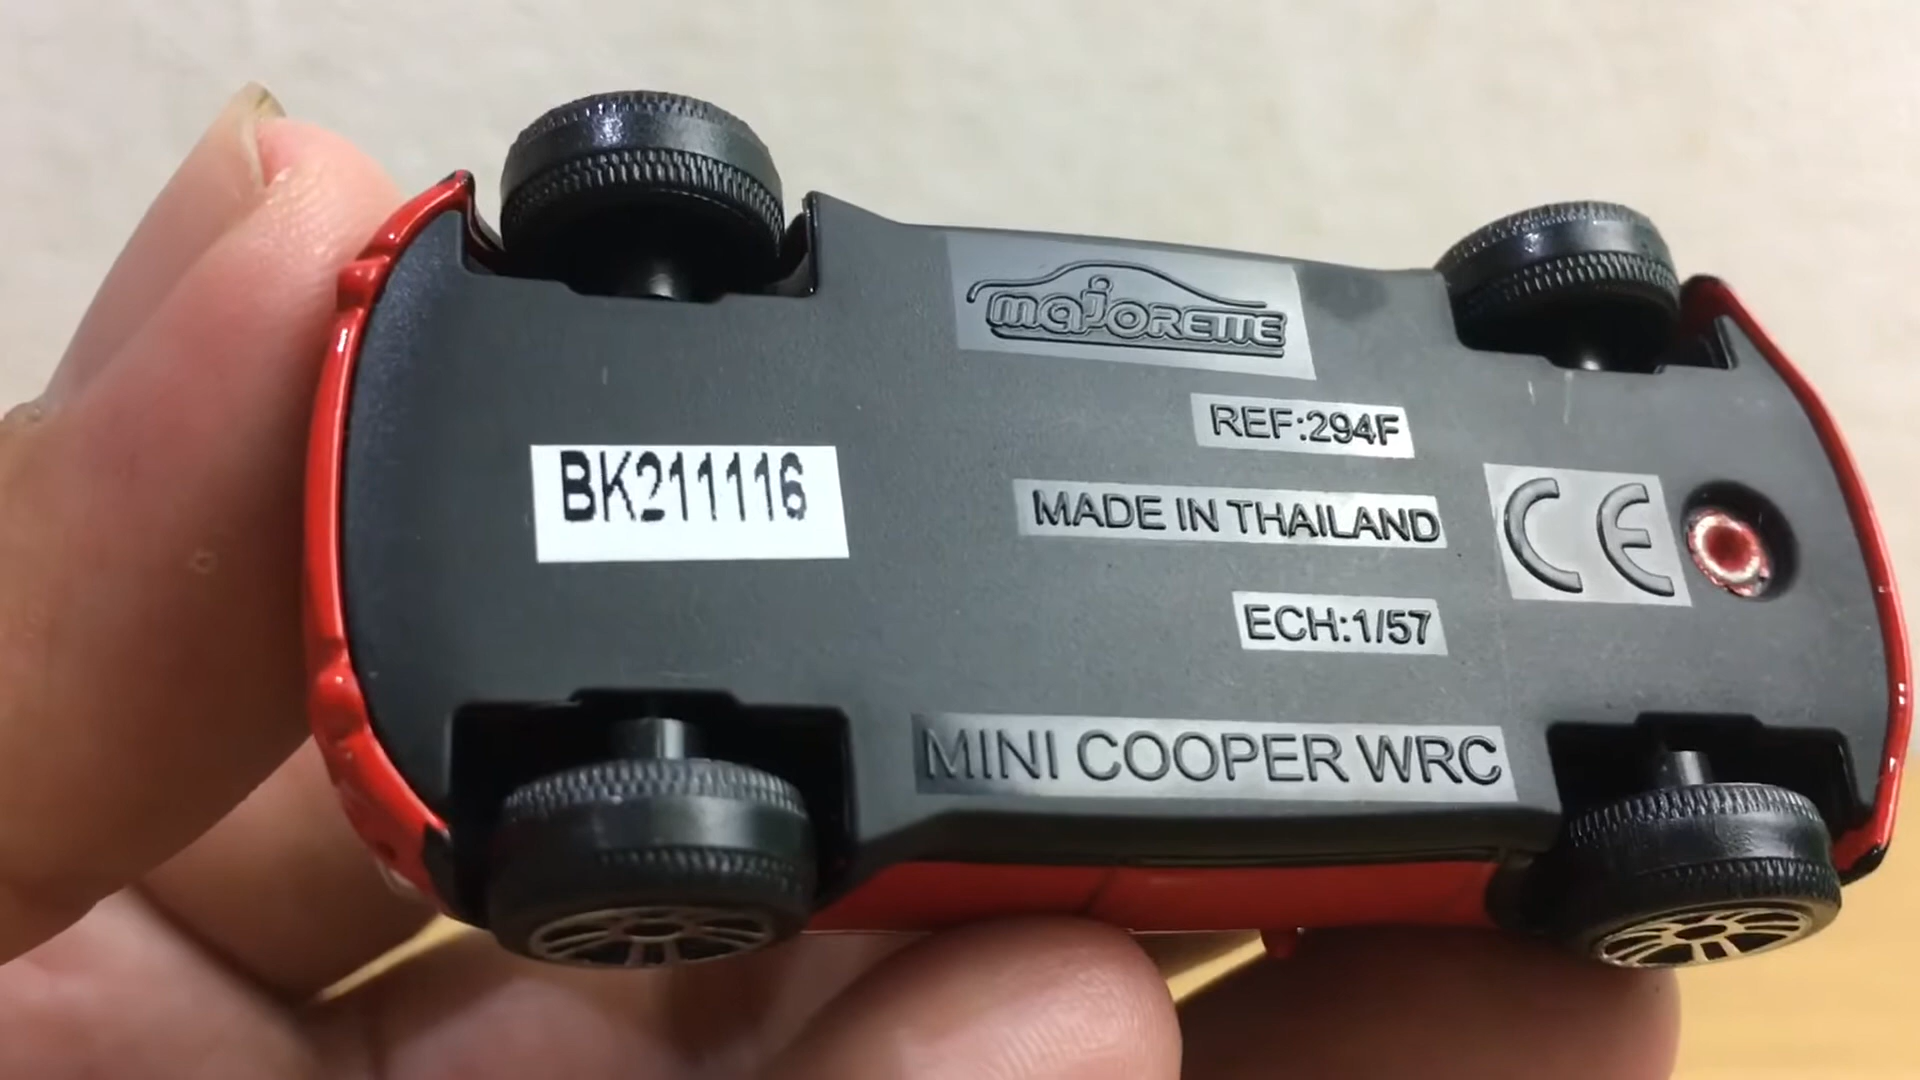 majORETTE
REF:294F
BK211116
MADE IN THAILAND
CE
ECH:1/57
MINI COOPER WRC